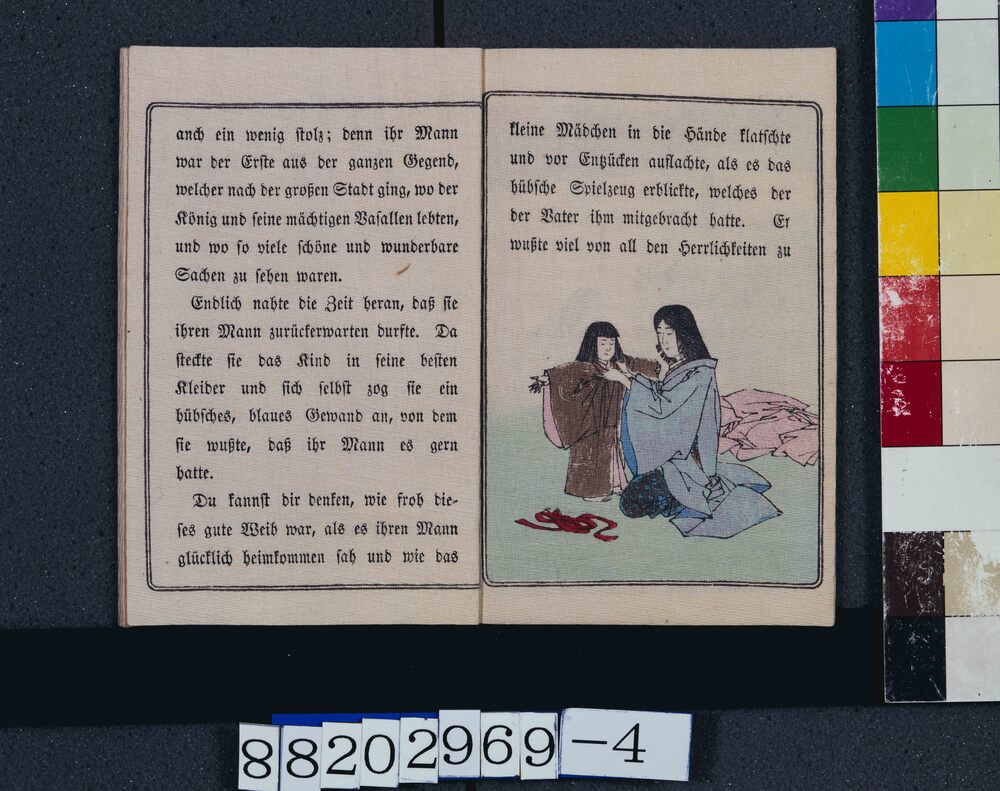 anch ein wenig stolz; denn ihr Mann
war der Erste aus der ganzen Gegend,
welcher nach der großen Stadt ging, wo der
König und seine mächtigen Vasallen lebten,
und wo so viele schöne und wunderbare
Sachen zu sehen waren.
Endlich nahte die Zeit heran, daß sie
ihren Mann zurückerwarten durfte. Da
steckte sie das Kind in seine besten
Kleider und sich selbst zog sie ein
hübsches, blaues Gewand an, von dem
sie wußte, daß ihr Mann es gern
hatte.
Du kannst dir denken, wie froh die-
ses gute Weib war, als es ihren Mann
glücklich heimkommen sah und wie das
kleine Mädchen in die Hände klatschte
und vor Entzücken auflachte, als es das
hübsche Spielzeug erblickte, welches der
der Vater ihm mitgebracht hatte. Er
wußte viel von all den Herrlichkeiten zu
88202969-4